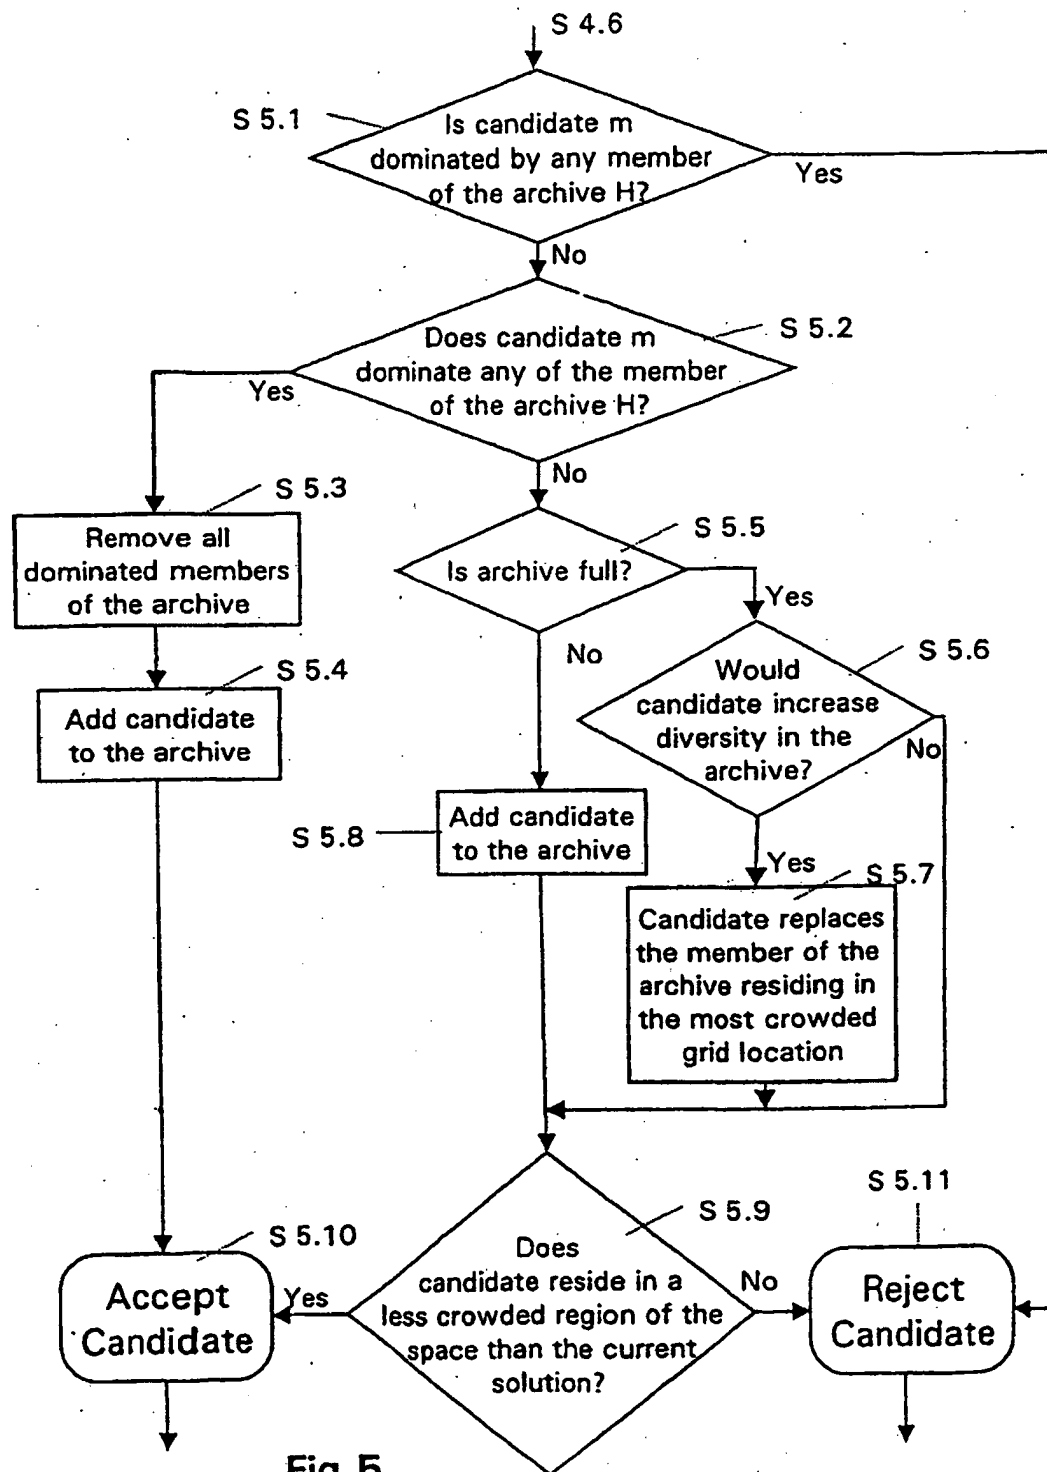 S 4.6
S 5.1
Is candidate m
dominated by any member
of the archive H?
Yes
No
S 5.2
Does candidate m
dominate any of the member
of the archive H?
Yes
No
S 5.3
Remove all
dominated members
of the archive
S 5.5
Is archive full?
Yes
No
S 5.4
Add candidate
to the archive
S 5.6
Would
candidate increase
diversity in the
archive?
No
Yes
S 5.8
Add candidate
to the archive
S 5.7
Candidate replaces
the member of the
archive residing in
the most crowded
grid location
S 5.9
Does
candidate reside in a
less crowded region of the
space than the current
solution?
Yes
No
S 5.10
Accept
Candidate
S 5.11
Reject
Candidate
Fig 5